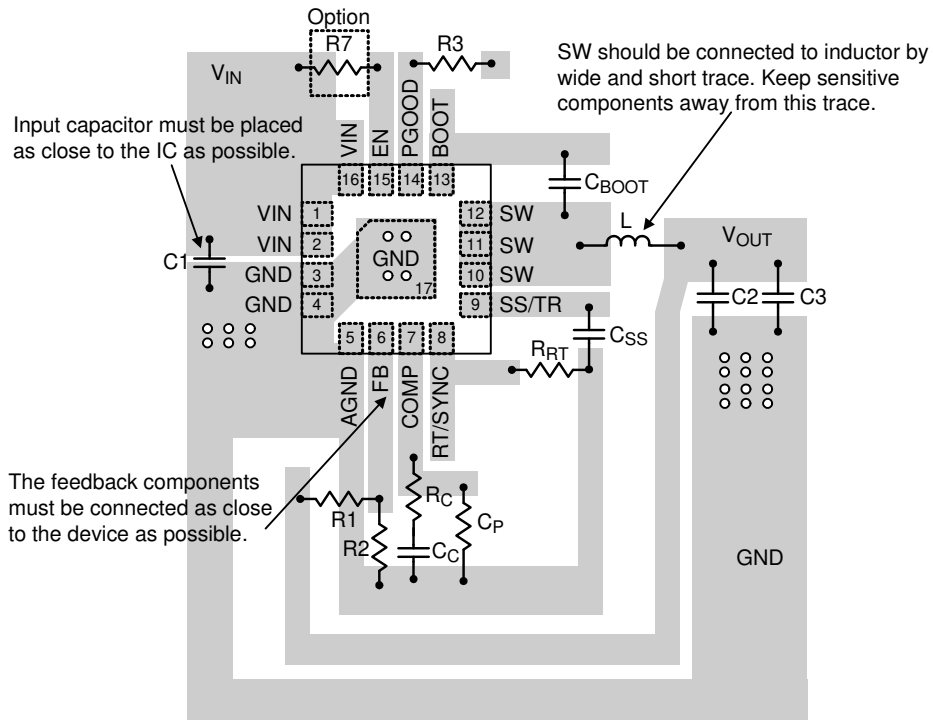 Option
R7
R3
VIN
SW should be connected to inductor by
wide and short trace. Keep sensitive
components away from this trace.
Input capacitor must be placed
as close to the IC as possible.
VIN
EN
PGOOD
BOOT
16
15
14
13
CBOOT
VIN
1
12
SW
L
VOUT
VIN
2
11
SW
C1
GND
3
GND
10
SW
17
GND
4
9
SS/TR
C2
C3
CSS
5
6
7
8
RRT
AGND
FB
COMP
RT/SYNC
The feedback components
must be connected as close
to the device as possible.
R1
RC
CP
R2
CC
GND